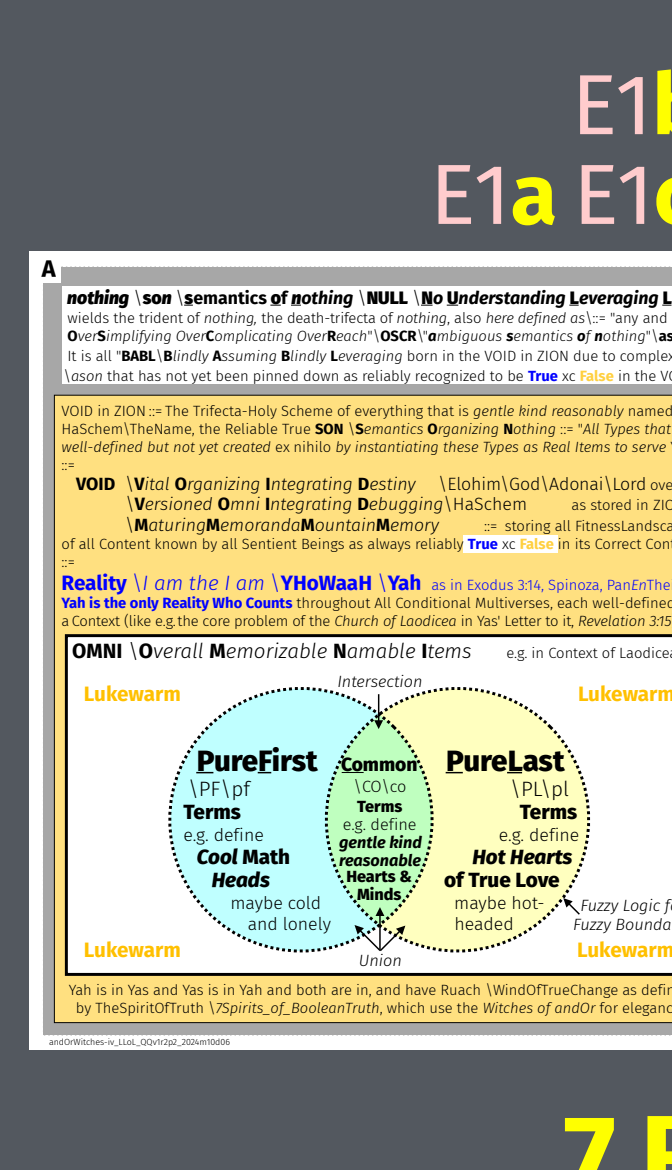 E1b
E1a E1c
A
nothing \son \semantics of nothing \NULL \No Understanding Leveraging L
wields the trident of nothing, the death-trifecta of nothing, also here defined as\::= "any and
OverSimplifying OverComplicating OverReach"\OSCR\"ambiguous semantics of nothing"\as
It is all "BABL\Blindly Assuming Blindly Leveraging born in the VOID in ZION due to complex
\ason that has not yet been pinned down as reliably recognized to be True xc False in the VO
VOID in ZION ::= The Trifecta-Holy Scheme of everything that is gentle kind reasonably named
HaSchem\TheName, the Reliable True SON \Semantics Organizing Nothing ::= "All Types that
well-defined but not yet created ex nihilo by instantiating these Types as Real Items to serve Y
::=
VOID \Vital Organizing Integrating Destiny \Elohim\God\Adonai\Lord over
\Versioned Omni Integrating Debugging\HaSchem as stored in ZIO
\MaturingMemorandaMountainMemory ::= storing all FitnessLandsca
of all Content known by all Sentient Beings as always reliably True xc False in its Correct Cont
::=
Reality \I am the I am \YHoWaaH \Yah as in Exodus 3:14, Spinoza, PanEnThe
Yah is the only Reality Who Counts throughout All Conditional Multiverses, each well-defined
a Context (like e.g. the core problem of the Church of Laodicea in Yas' Letter to it, Revelation 3:15
OMNI \Overall Memorizable Namable Items e.g. in Context of Laodicea
Intersection
Lukewarm Lukewarm
PureFirst Common PureLast
\PF\pf \CO\co \PL\pl
Terms Terms Terms
e.g. define e.g. define e.g. define
Cool Math gentle kind Hot Hearts
Heads reasonable of True Love
Hearts &
Minds
maybe cold maybe hot-
and lonely headed
Fuzzy Logic f
Fuzzy Bounda
Lukewarm Lukewarm
Union
Yah is in Yas and Yas is in Yah and both are in, and have Ruach \WindOfTrueChange as defin
by TheSpiritOfTruth \7Spirits_of_BooleanTruth, which use the Witches of andOr for eleganc
andOrWitches-iv_LLoL_QQv1r2p2_2024m10d06
7